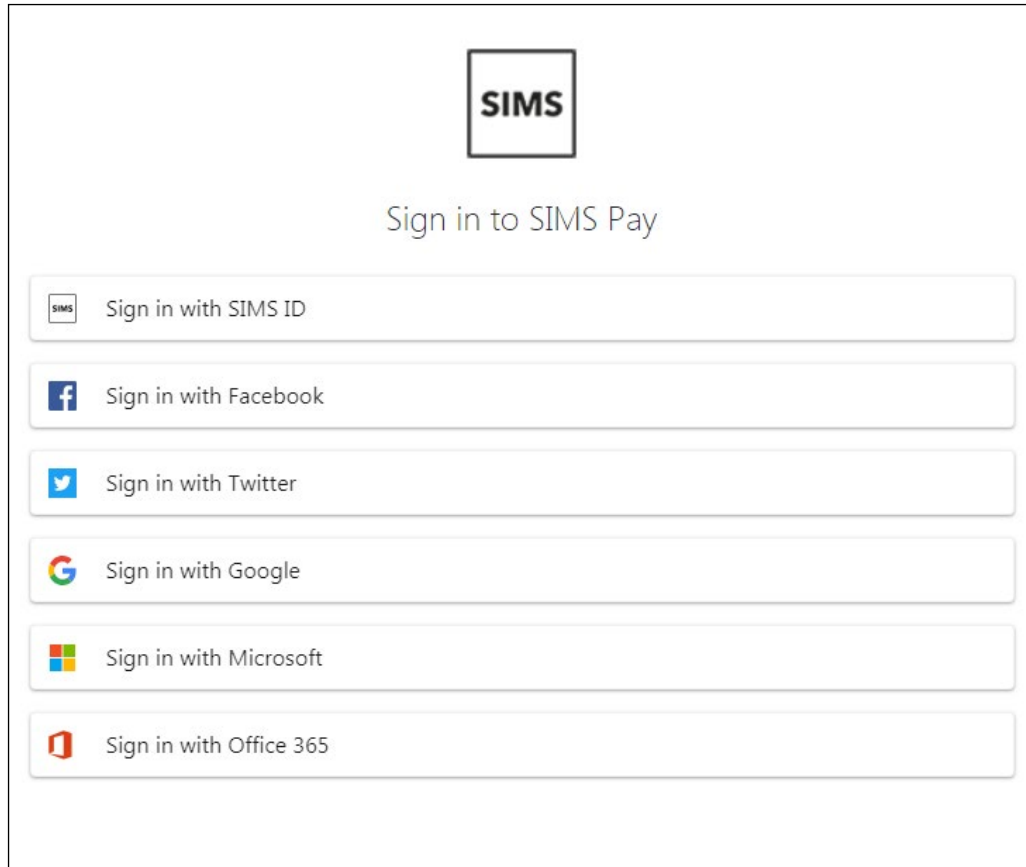 SIMS
Sign in to SIMS Pay
SIMS Sign in with SIMS ID
Sign in with Facebook
Sign in with Twitter
Sign in with Google
Sign in with Microsoft
Sign in with Office 365